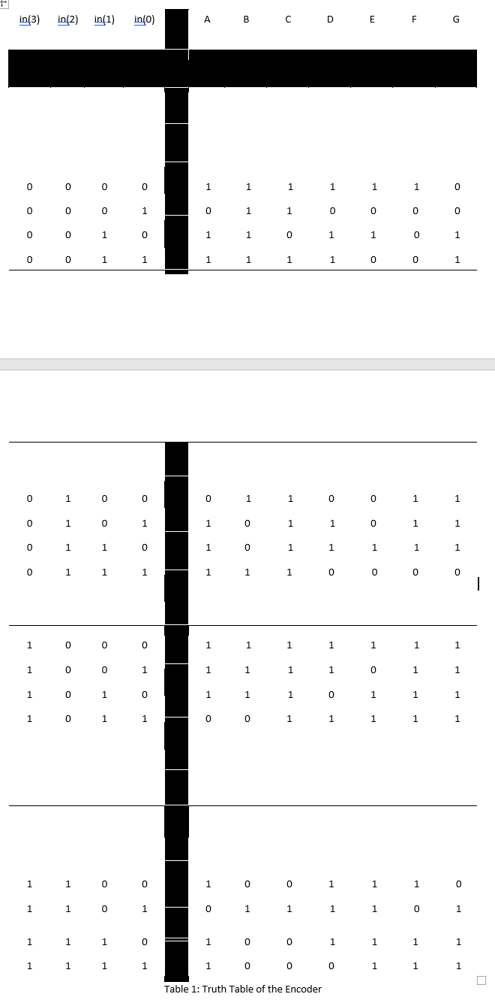 in(3) in(2) in(1) in(0) A B C D E F G
0 0 0 0 1 1 1 1 1 1 0
0 0 0 1 0 1 1 0 0 0 0
0 0 1 0 1 1 0 1 1 0 1
0 0 1 1 1 1 1 1 0 0 1
0 1 0 0 0 1 1 0 0 1 1
0 1 0 1 1 0 1 1 0 1 1
0 1 1 0 1 0 1 1 1 1 1
0 1 1 1 1 1 1 0 0 0 0
1 0 0 0 1 1 1 1 1 1 1
1 0 0 1 1 1 1 1 0 1 1
1 0 1 0 1 1 1 0 1 1 1
1 0 1 1 0 0 1 1 1 1 1
1 1 0 0 1 0 0 1 1 1 0
1 1 0 1 0 1 1 1 1 0 1
1 1 1 0 1 0 0 1 1 1 1
1 1 1 1 1 0 0 0 1 1 1
Table 1: Truth Table of the Encoder